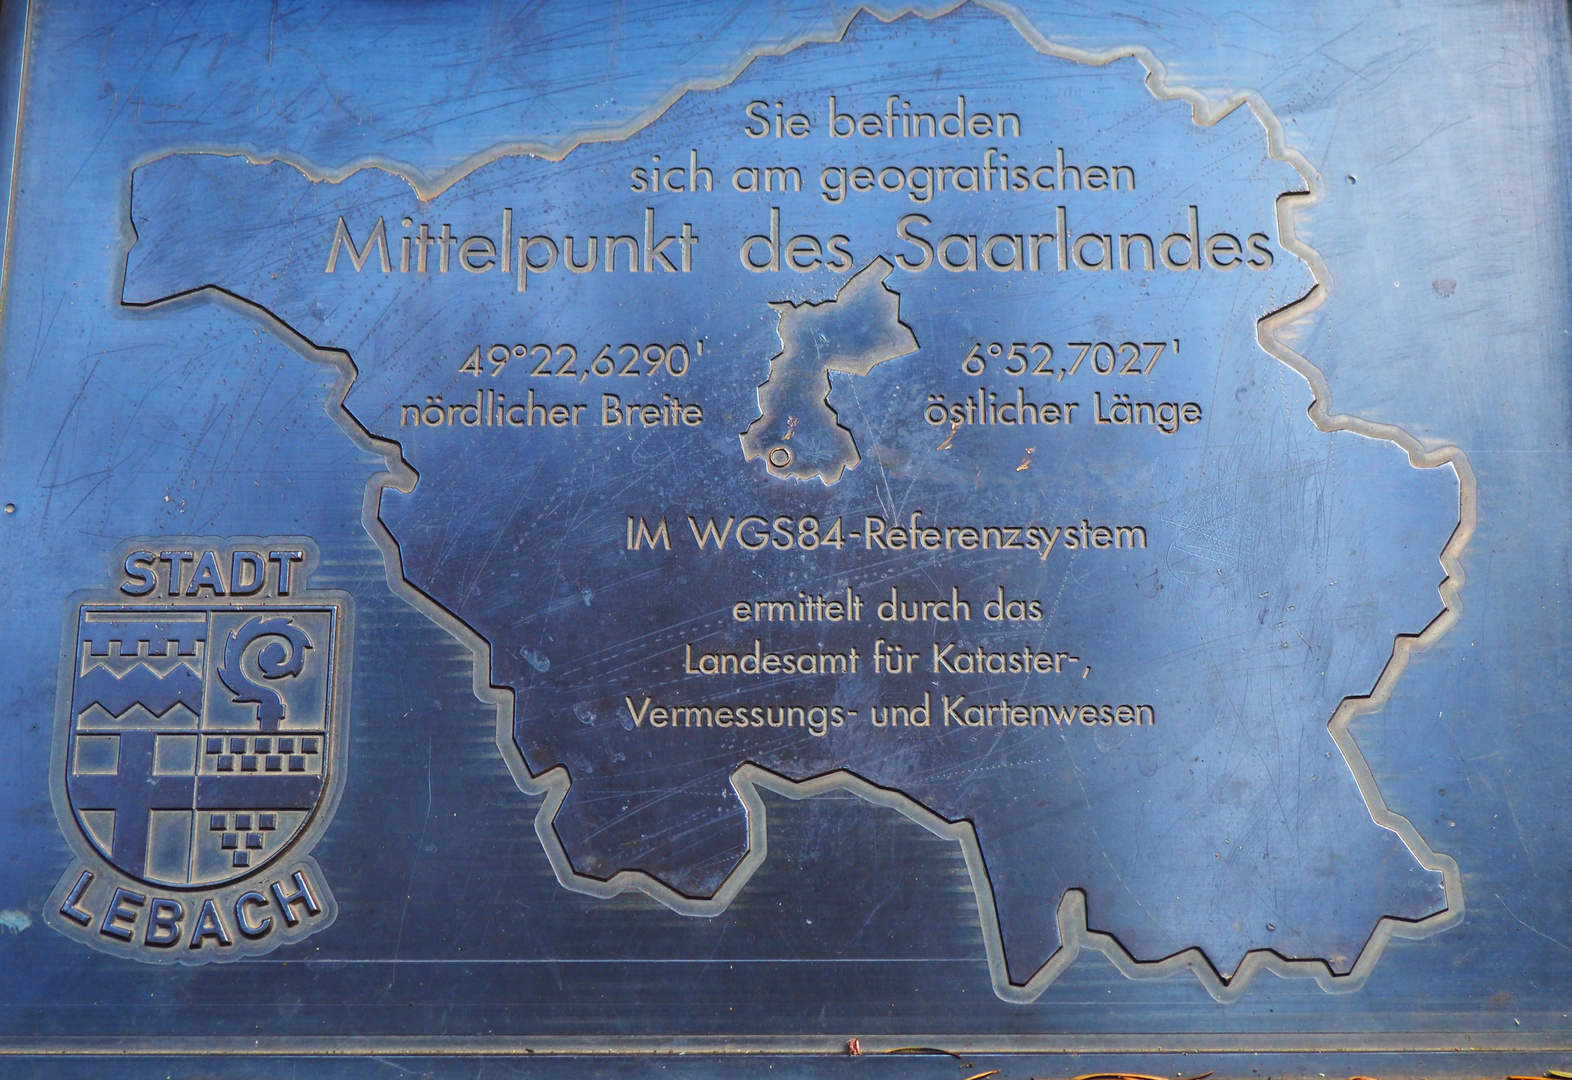 Sie befinden
sich am geografischen
Mittelpunkt des Saarlandes
49°22,6290' 6°52,7027'
nördlicher Breite östlicher Länge
IM WGS84-Referenzsystem
ermittelt durch das
Landesamt für Kataster-,
Vermessungs- und Kartenwesen
STADT
LEBACH